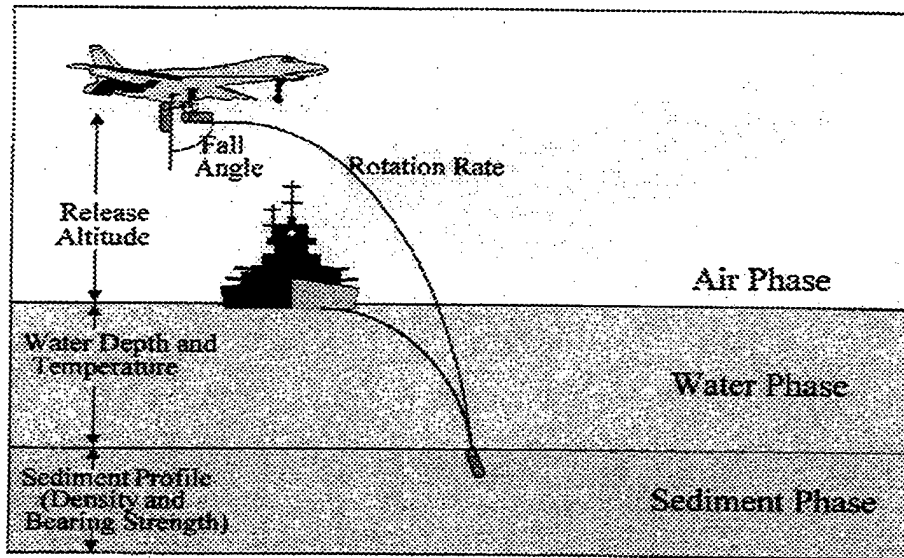 Fall
Angle
Rotation Rate
Release
Altitude
Air Phase
Water Depth and
Temperature
Water Phase
Sediment Profile
(Density and
Bearing Strength)
Sediment Phase